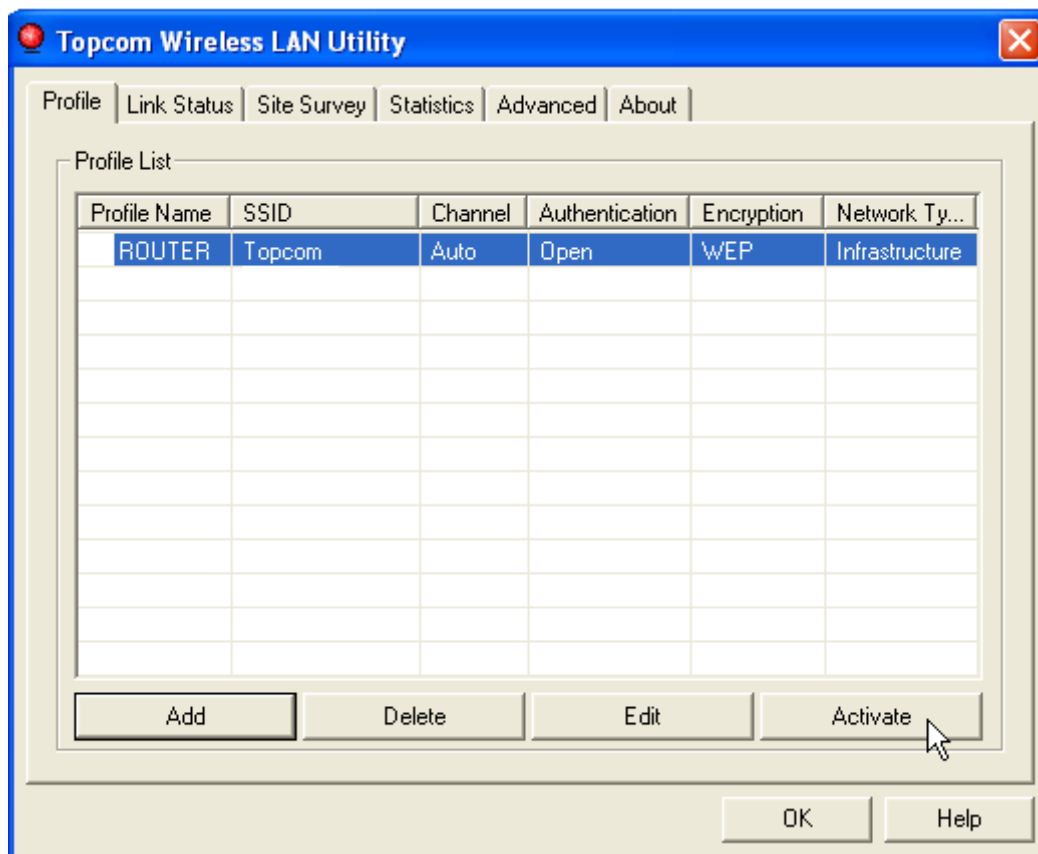 Topcom Wireless LAN Utility
Profile Link Status Site Survey Statistics Advanced About
Profile List
Profile Name SSID Channel Authentication Encryption Network Ty...
ROUTER Topcom Auto Open WEP Infrastructure
Add Delete Edit Activate
OK Help